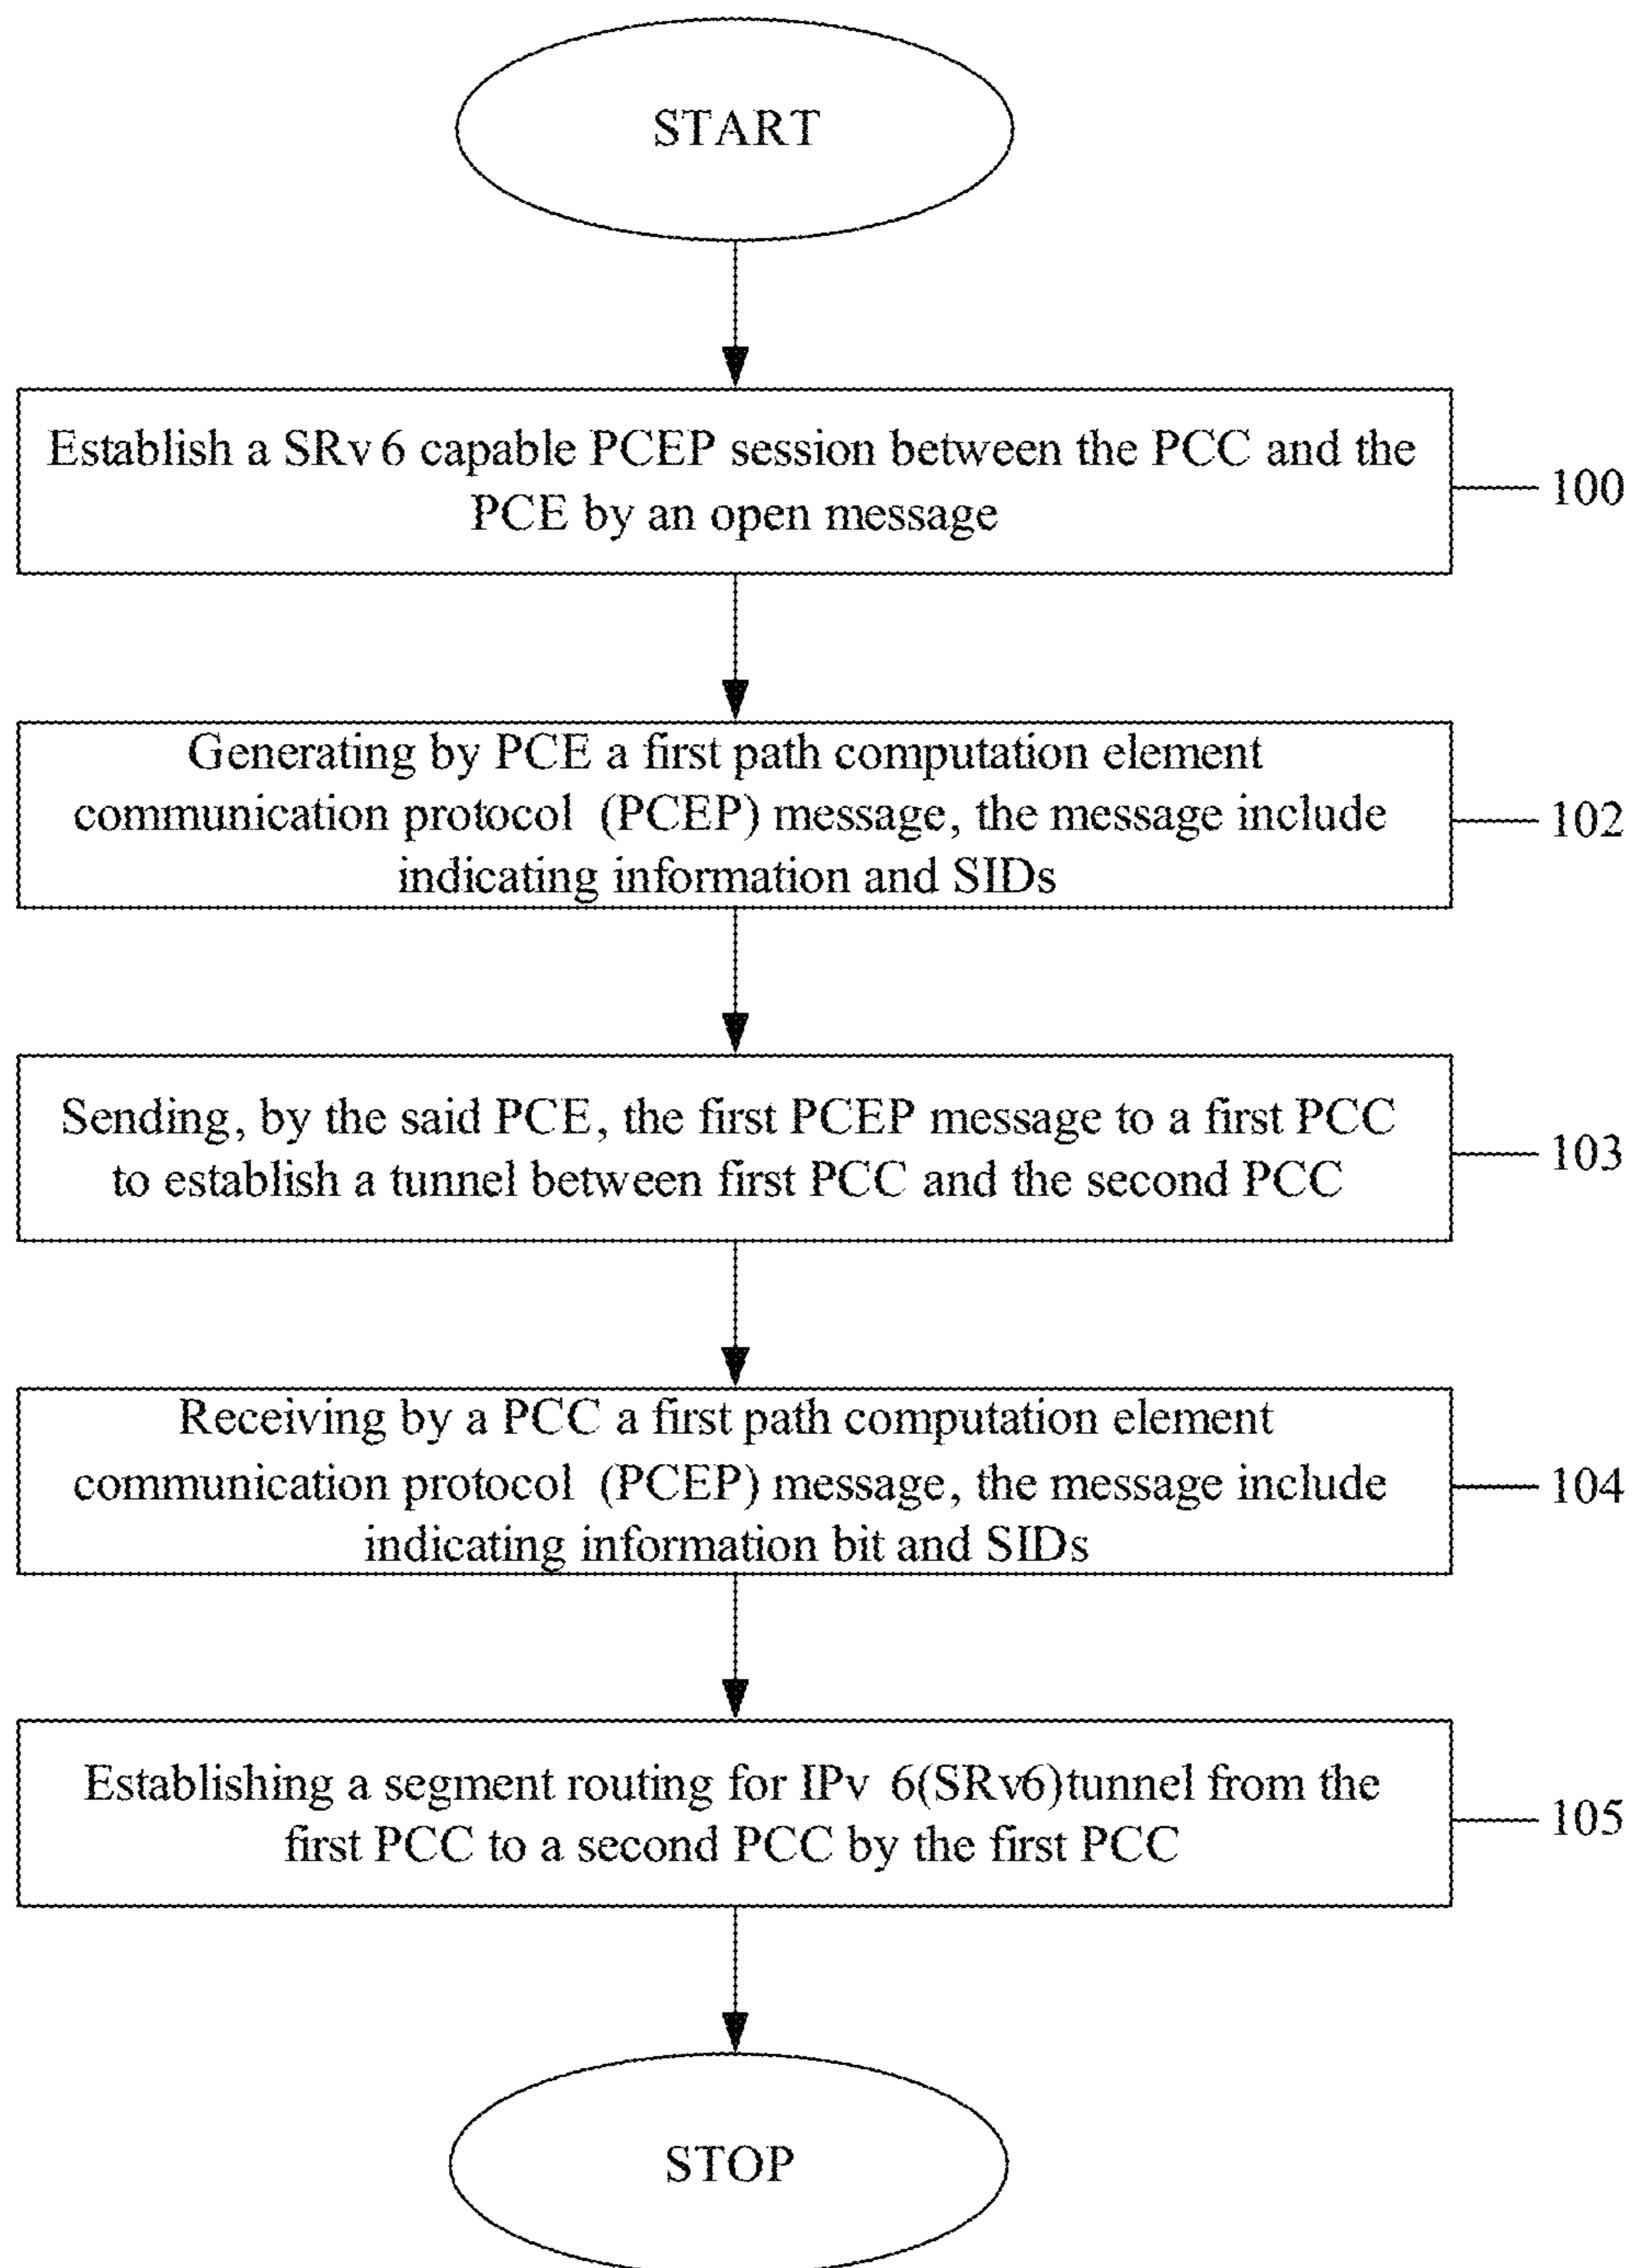 START
Establish a SRv 6 capable PCEP session between the PCC and the
PCE by an open message
100
Generating by PCE a first path computation element
communication protocol (PCEP) message, the message include
indicating information and SIDs
102
Sending, by the said PCE, the first PCEP message to a first PCC
to establish a tunnel between first PCC and the second PCC
103
Receiving by a PCC a first path computation element
communication protocol (PCEP) message, the message include
indicating information bit and SIDs
104
Establishing a segment routing for IPv 6(SRv6)tunnel from the
first PCC to a second PCC by the first PCC
105
STOP